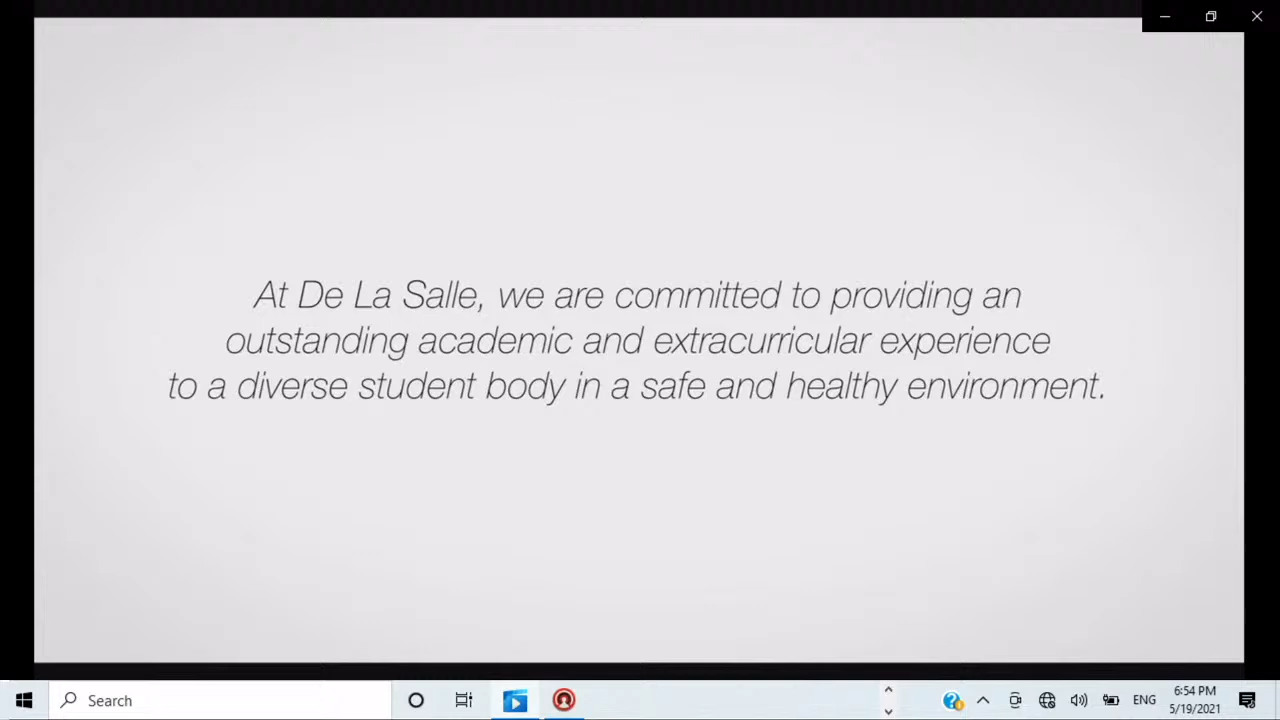 At De La Salle, we are committed to providing an
outstanding academic and extracurricular experience
to a diverse student body in a safe and healthy environment.
Search
ENG
6:54 PM
5/19/2021